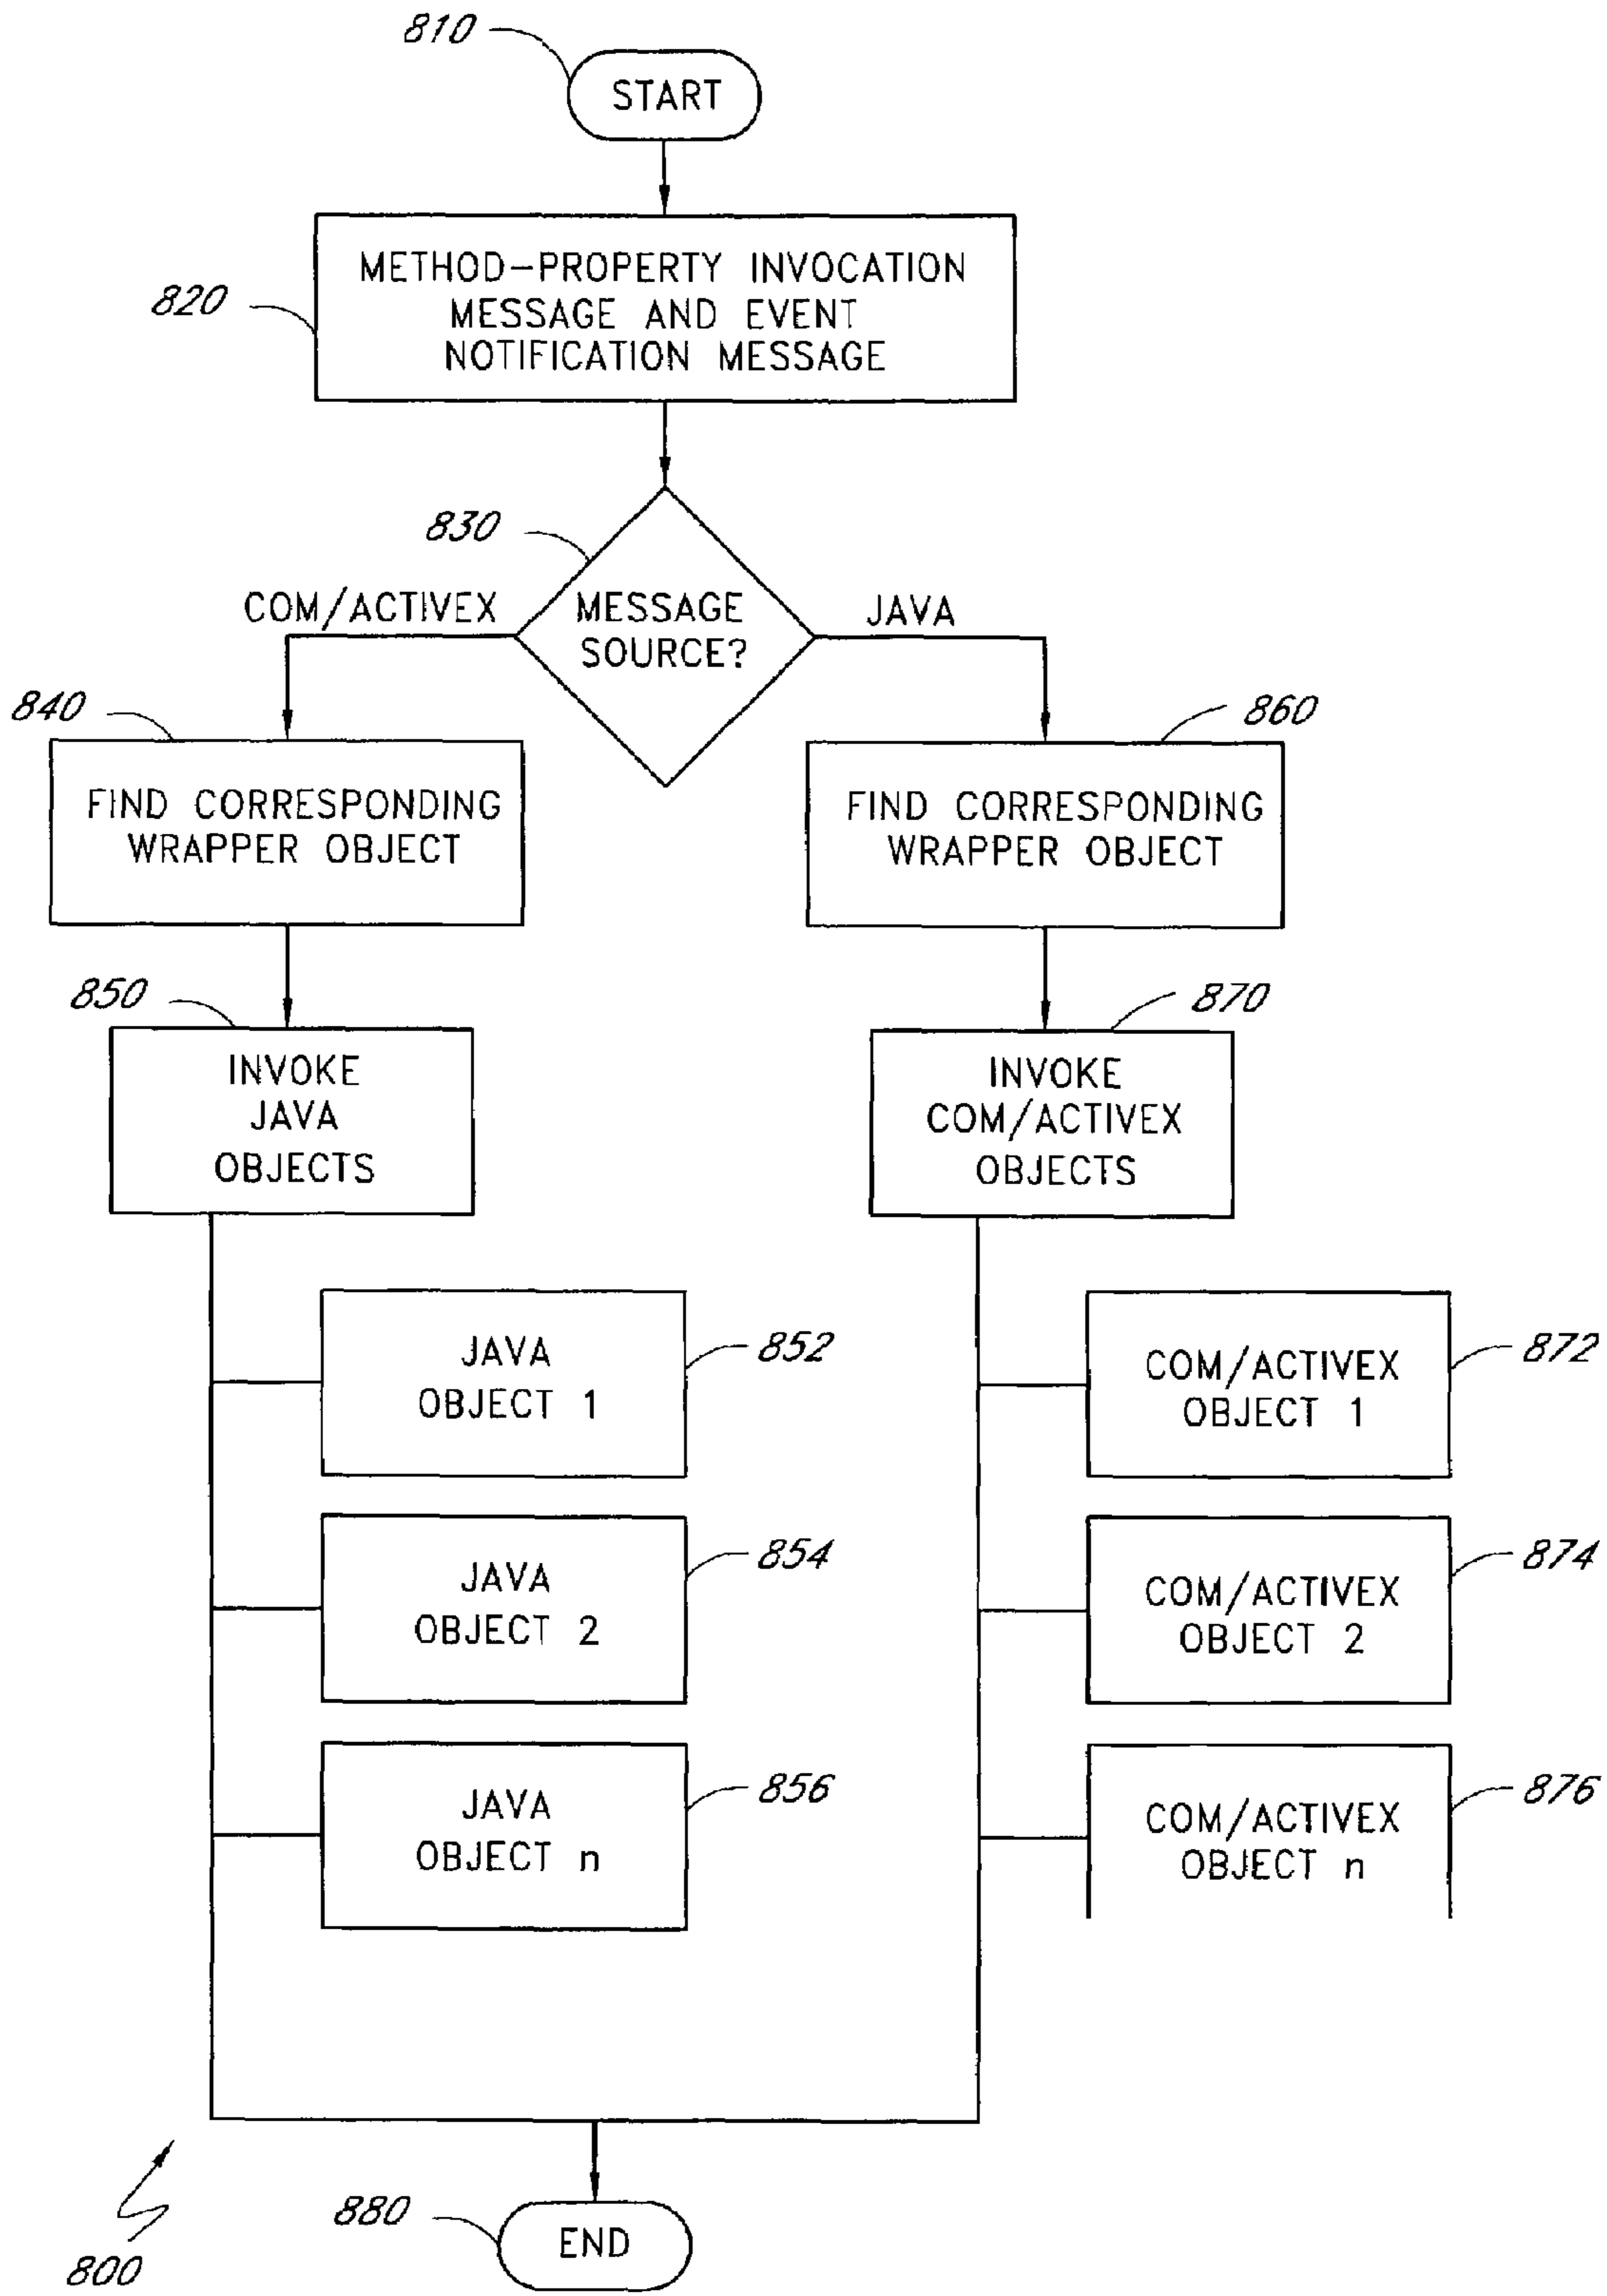 810
START
820
METHOD-PROPERTY INVOCATION
MESSAGE AND EVENT
NOTIFICATION MESSAGE
830
COM/ACTIVEX
MESSAGE
SOURCE?
JAVA
840
FIND CORRESPONDING
WRAPPER OBJECT
860
FIND CORRESPONDING
WRAPPER OBJECT
850
INVOKE
JAVA
OBJECTS
870
INVOKE
COM/ACTIVEX
OBJECTS
JAVA
OBJECT 1
852
COM/ACTIVEX
OBJECT 1
872
JAVA
OBJECT 2
854
COM/ACTIVEX
OBJECT 2
874
JAVA
OBJECT n
856
COM/ACTIVEX
OBJECT n
876
880
END
800